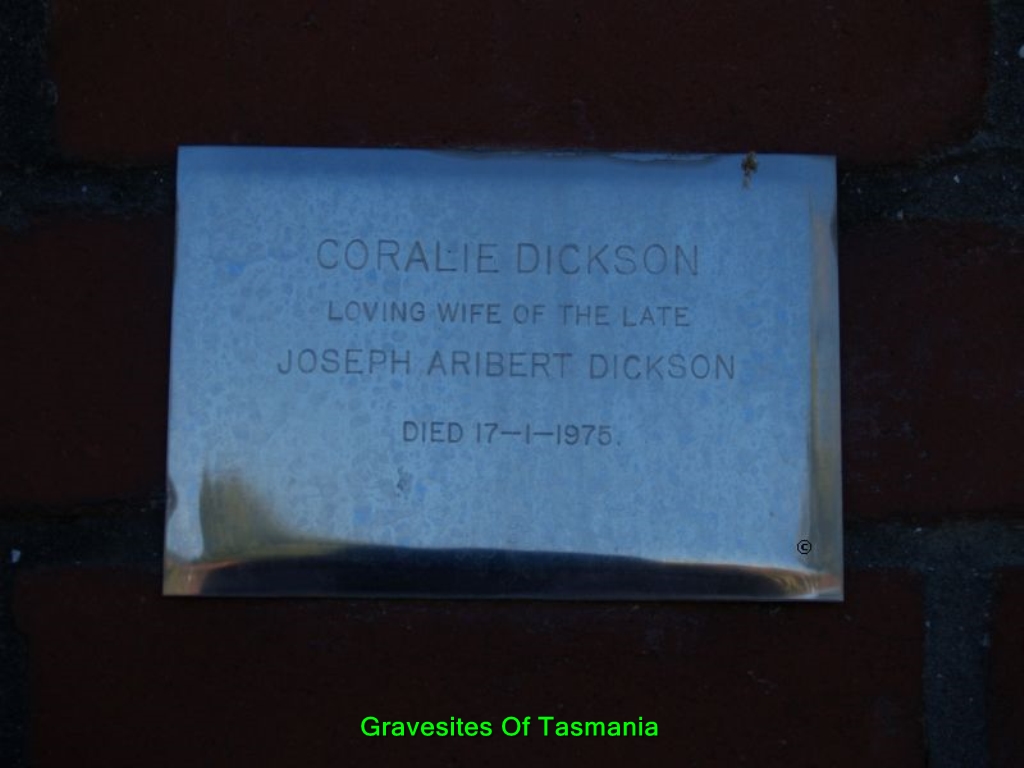 CORALIE DICKSON
LOVING WIFE OF THE LATE
JOSEPH ARIBERT DICKSON
DIED 17-1-1975.
©
Gravesites Of Tasmania